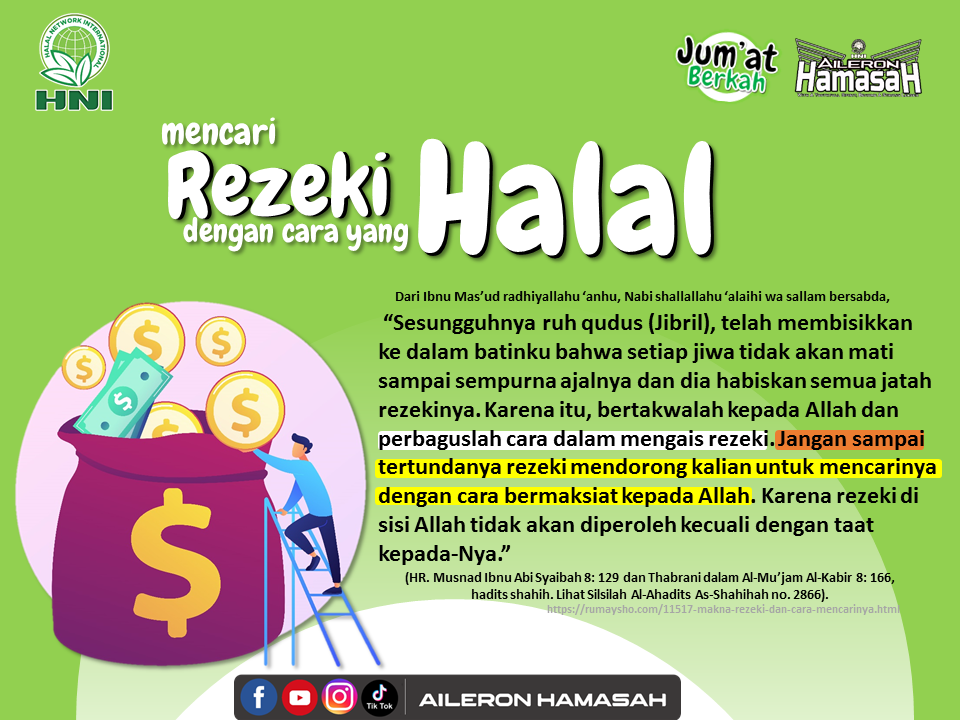 HALAL NETWORK INTERNATIONAL
HNI
Jum'at
Berkah
HNI
AILERON
HAMASAH
mencari
Rezeki
dengan cara yang
Halal
Dari Ibnu Mas’ud radhiyallahu ‘anhu, Nabi shallallahu ‘alaihi wa sallam bersabda,
“Sesungguhnya ruh qudus (Jibril), telah membisikkan
ke dalam batinku bahwa setiap jiwa tidak akan mati
sampai sempurna ajalnya dan dia habiskan semua jatah
rezekinya. Karena itu, bertakwalah kepada Allah dan
perbaguslah cara dalam mengais rezeki. Jangan sampai
tertundanya rezeki mendorong kalian untuk mencarinya
dengan cara bermaksiat kepada Allah. Karena rezeki di
sisi Allah tidak akan diperoleh kecuali dengan taat
kepada-Nya.”
(HR. Musnad Ibnu Abi Syaibah 8: 129 dan Thabrani dalam Al-Mu’jam Al-Kabir 8: 166,
hadits shahih. Lihat Silsilah Al-Ahadits As-Shahihah no. 2866).
https://rumaysho.com/11517-makna-rezeki-dan-cara-mencarinya.html
Tik Tok
AILERON HAMASAH